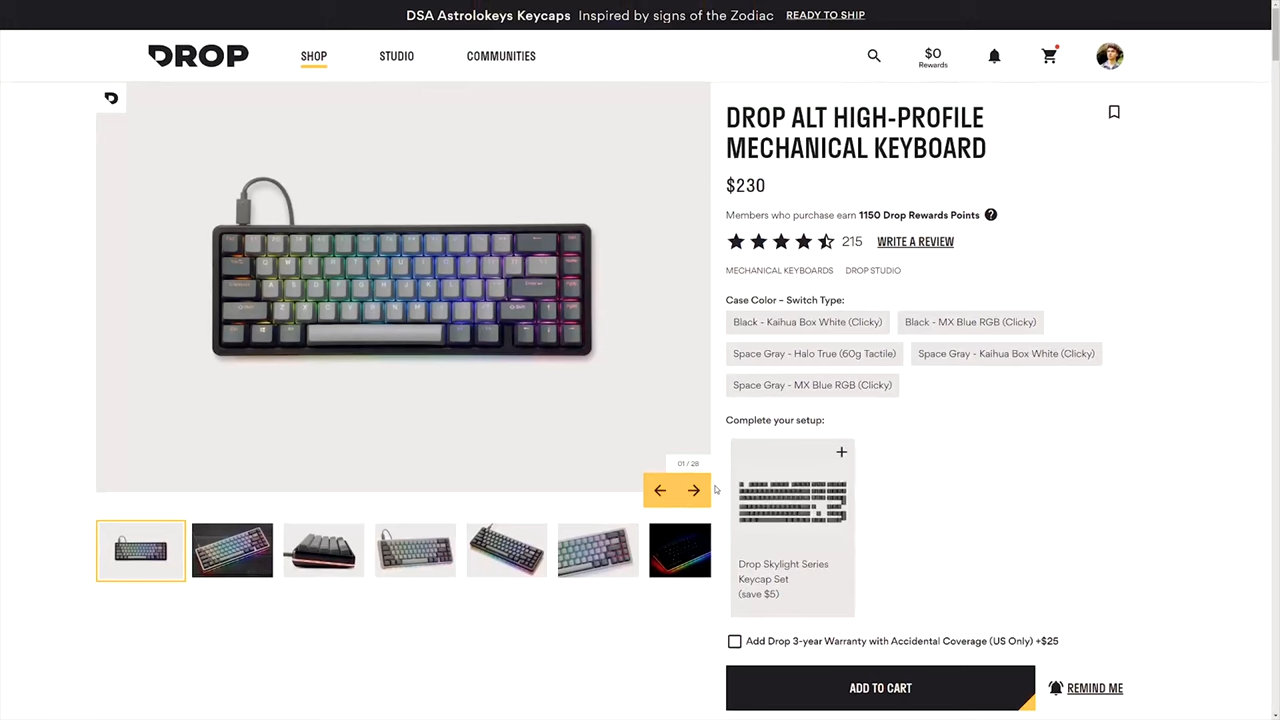 DSA Astrolokeys Keycaps Inspired by signs of the Zodiac READY TO SHIP
DROP SHOP STUDIO COMMUNITIES $0
Rewards
DROP ALT HIGH-PROFILE
MECHANICAL KEYBOARD
$230
Members who purchase earn 1150 Drop Rewards Points ?
215 WRITE A REVIEW
MECHANICAL KEYBOARDS DROP STUDIO
Case Color – Switch Type:
Black - Kaihua Box White (Clicky) Black - MX Blue RGB (Clicky)
Space Gray - Halo True (60g Tactile) Space Gray - Kaihua Box White (Clicky)
Space Gray - MX Blue RGB (Clicky)
Complete your setup:
01 / 28
Drop Skylight Series
Keycap Set
(save $5)
Add Drop 3-year Warranty with Accidental Coverage (US Only) +$25
ADD TO CART REMIND ME